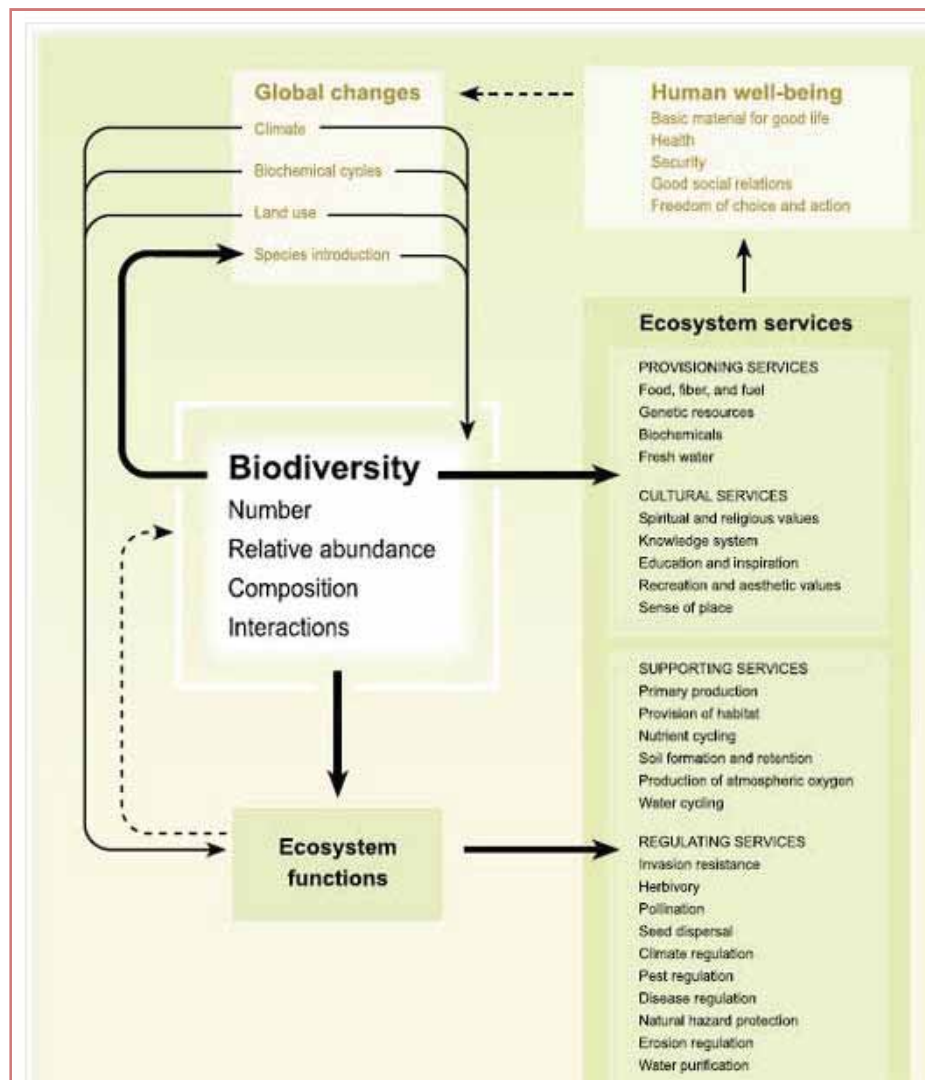 Global changes
Climate
Biochemical cycles
Land use
Species introduction
Human well-being
Basic material for good life
Health
Security
Good social relations
Freedom of choice and action
Biodiversity
Number
Relative abundance
Composition
Interactions
Ecosystem
functions
Ecosystem services
PROVISIONING SERVICES
Food, fiber, and fuel
Genetic resources
Biochemicals
Fresh water
CULTURAL SERVICES
Spiritual and religious values
Knowledge system
Education and inspiration
Recreation and aesthetic values
Sense of place
SUPPORTING SERVICES
Primary production
Provision of habitat
Nutrient cycling
Soil formation and retention
Production of atmospheric oxygen
Water cycling
REGULATING SERVICES
Invasion resistance
Herbivory
Pollination
Seed dispersal
Climate regulation
Pest regulation
Disease regulation
Natural hazard protection
Erosion regulation
Water purification